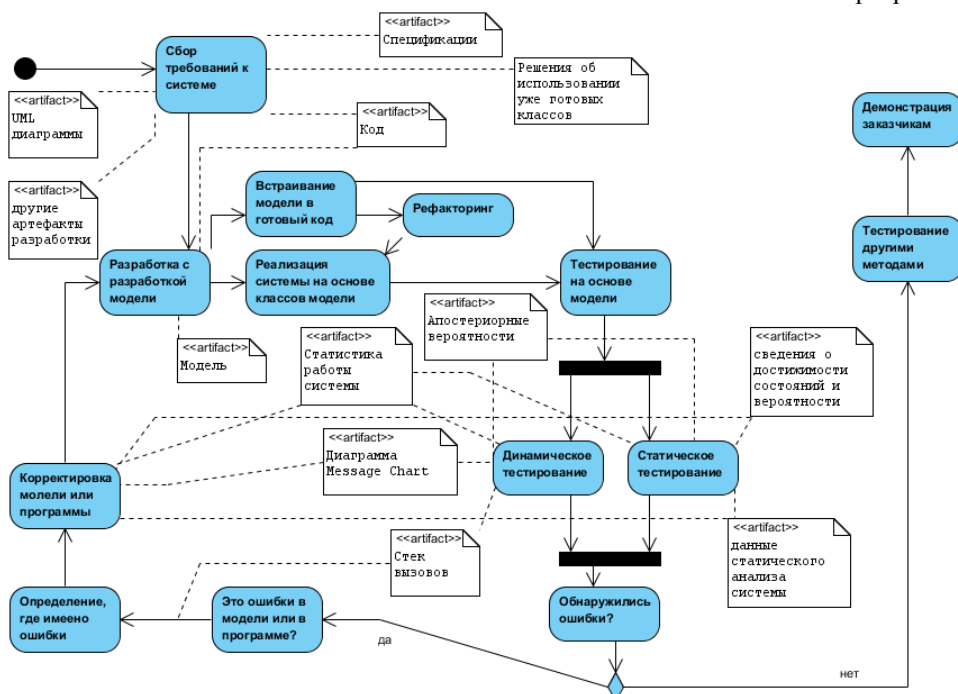 <<artifact>>
Спецификации
Сбор
требований к
системе
<<artifact>>
Решения об
использовании
уже готовых
классов
<<artifact>>
UML
диаграммы
<<artifact>>
Код
Демонстрация
заказчикам
<<artifact>>
другие
артефакты
разработки
Встраивание
модели в
готовый код
Рефакторинг
Тестирование
другими
методами
Разработка с
разработкой
модели
Реализация
системы на основе
классов модели
Тестирование
на основе
модели
<<artifact>>
Апостериорные
вероятности
<<artifact>>
Модель
<<artifact>>
Статистика
работы
системы
<<artifact>>
сведения о
достижимости
состояний и
вероятности
<<artifact>>
Диаграмма
Message Chart
Корректировка
молели или
программы
Динамическое
тестирование
Статическое
тестирование
<<artifact>>
Стек
вызовов
<<artifact>>
данные
статического
анализа
системы
Определение,
где имеено
ошибки
Это ошибки в
модели или в
программе?
Обнаружились
ошибки?
да
нет